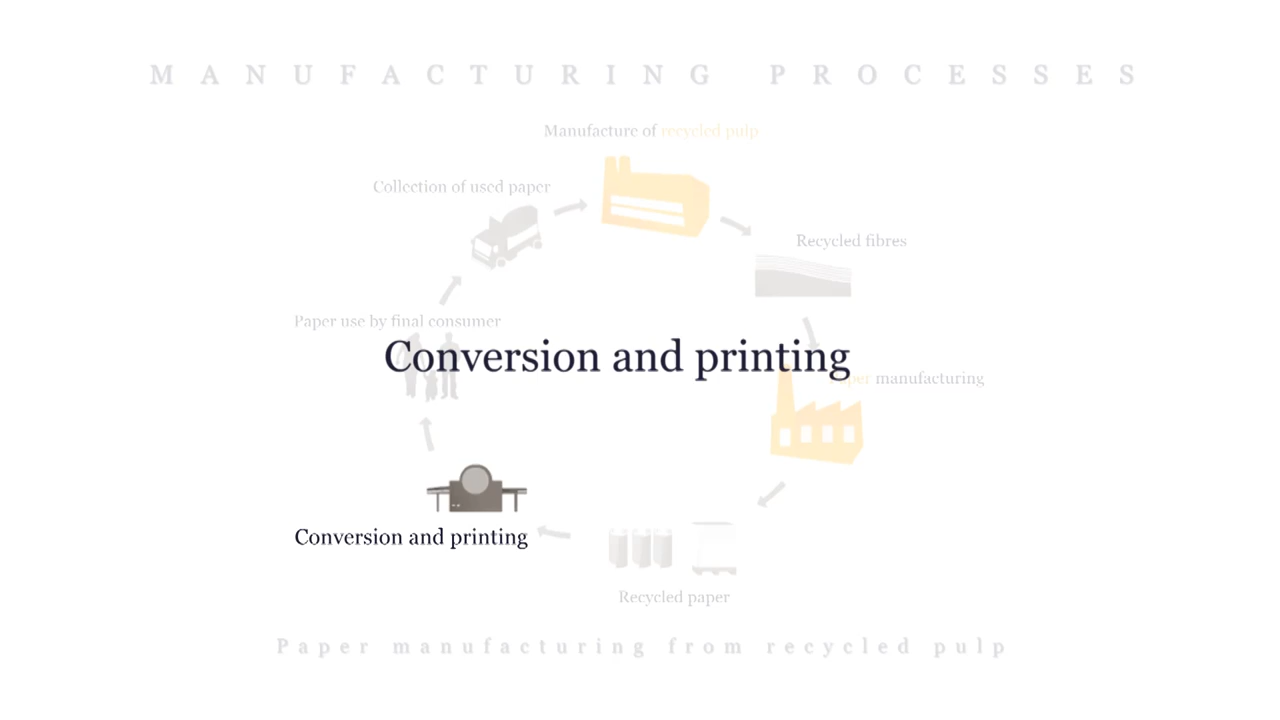 MANUFACTURING PROCESSES
Manufacture of recycled pulp
Collection of used paper
Recycled fibres
Paper use by final consumer
Conversion and printing
paper manufacturing
Conversion and printing
Recycled paper
Paper manufacturing from recycled pulp